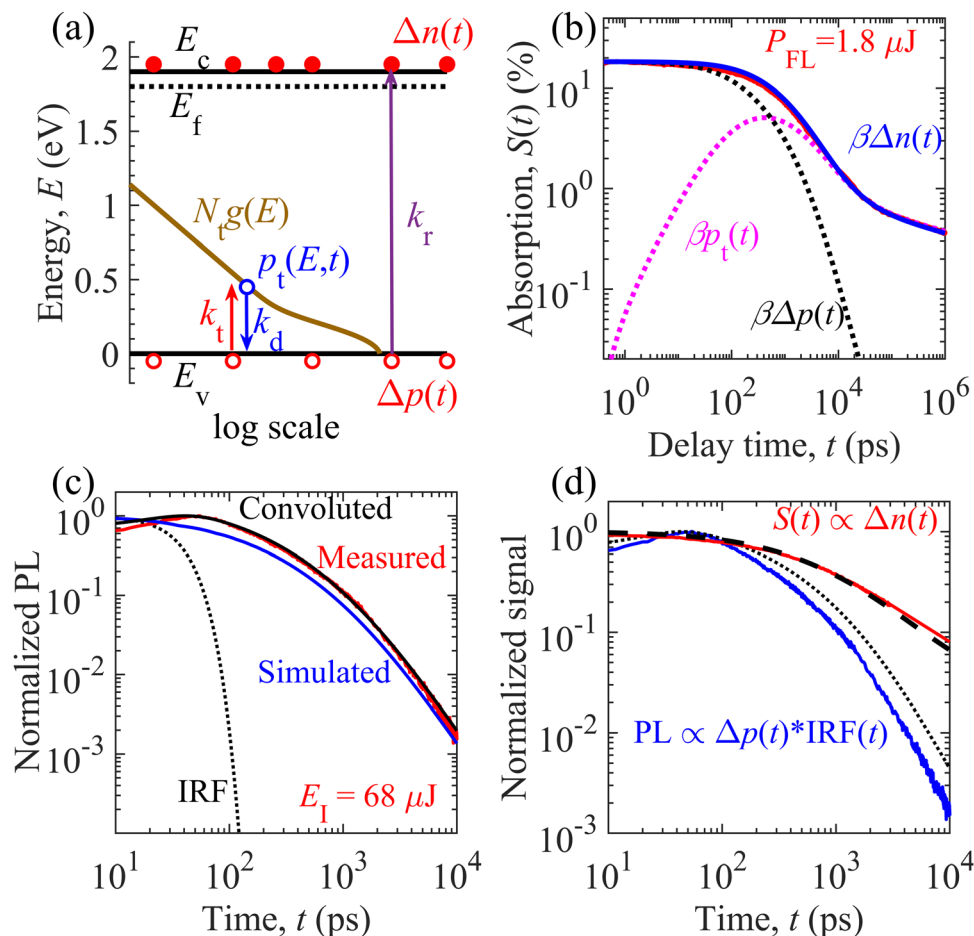 (a)
Energy, E (eV)
2
1.5
1
0.5
0
E_c
Δn(t)
E_f
N_t g(E)
p_t(E,t)
k_t
k_d
k_r
E_v
Δp(t)
log scale
(b)
Absorption, S(t) (%)
10^1
10^0
10^-1
P_FL=1.8 μJ
βΔn(t)
βp_t(t)
βΔp(t)
10^0
10^2
10^4
10^6
Delay time, t (ps)
(c)
Normalized PL
10^0
10^-1
10^-2
10^-3
Convoluted
Measured
Simulated
IRF
E_I = 68 μJ
10^1
10^2
10^3
10^4
Time, t (ps)
(d)
Normalized signal
10^0
10^-1
10^-2
10^-3
S(t) ∝ Δn(t)
PL ∝ Δp(t)*IRF(t)
10^1
10^2
10^3
10^4
Time, t (ps)